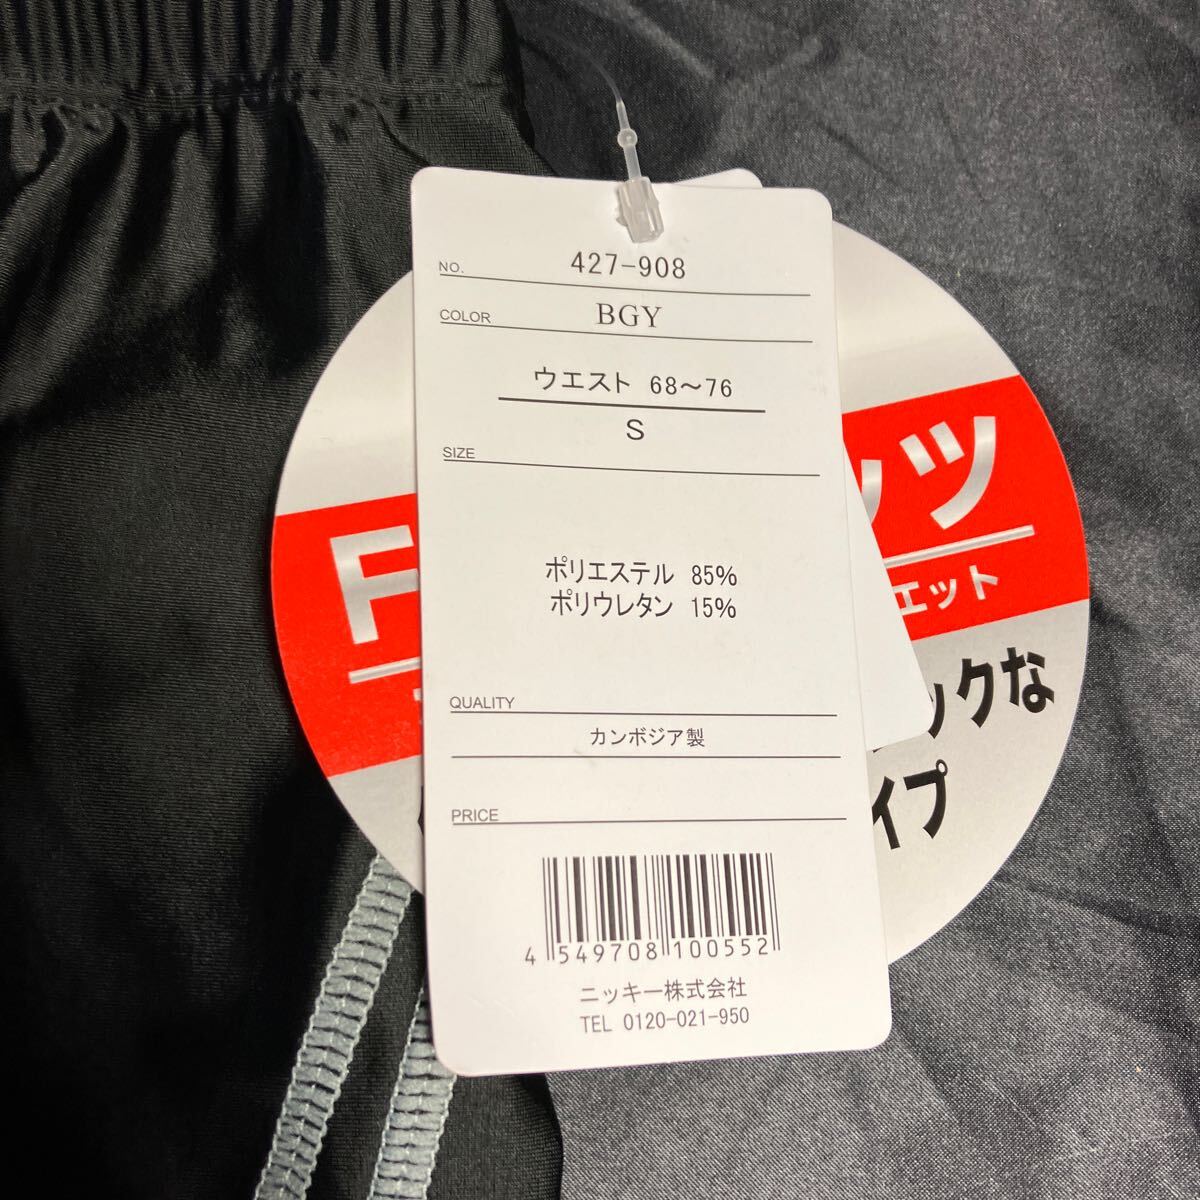 NO. 427-908
COLOR BGY
ウエスト 68～76
S
SIZE
ポリエステル 85%
ポリウレタン 15%
QUALITY
カンボジア製
PRICE
4 549708 100552
ニッキー株式会社
TEL 0120-021-950
F
ッツ
エット
ックな
イプ